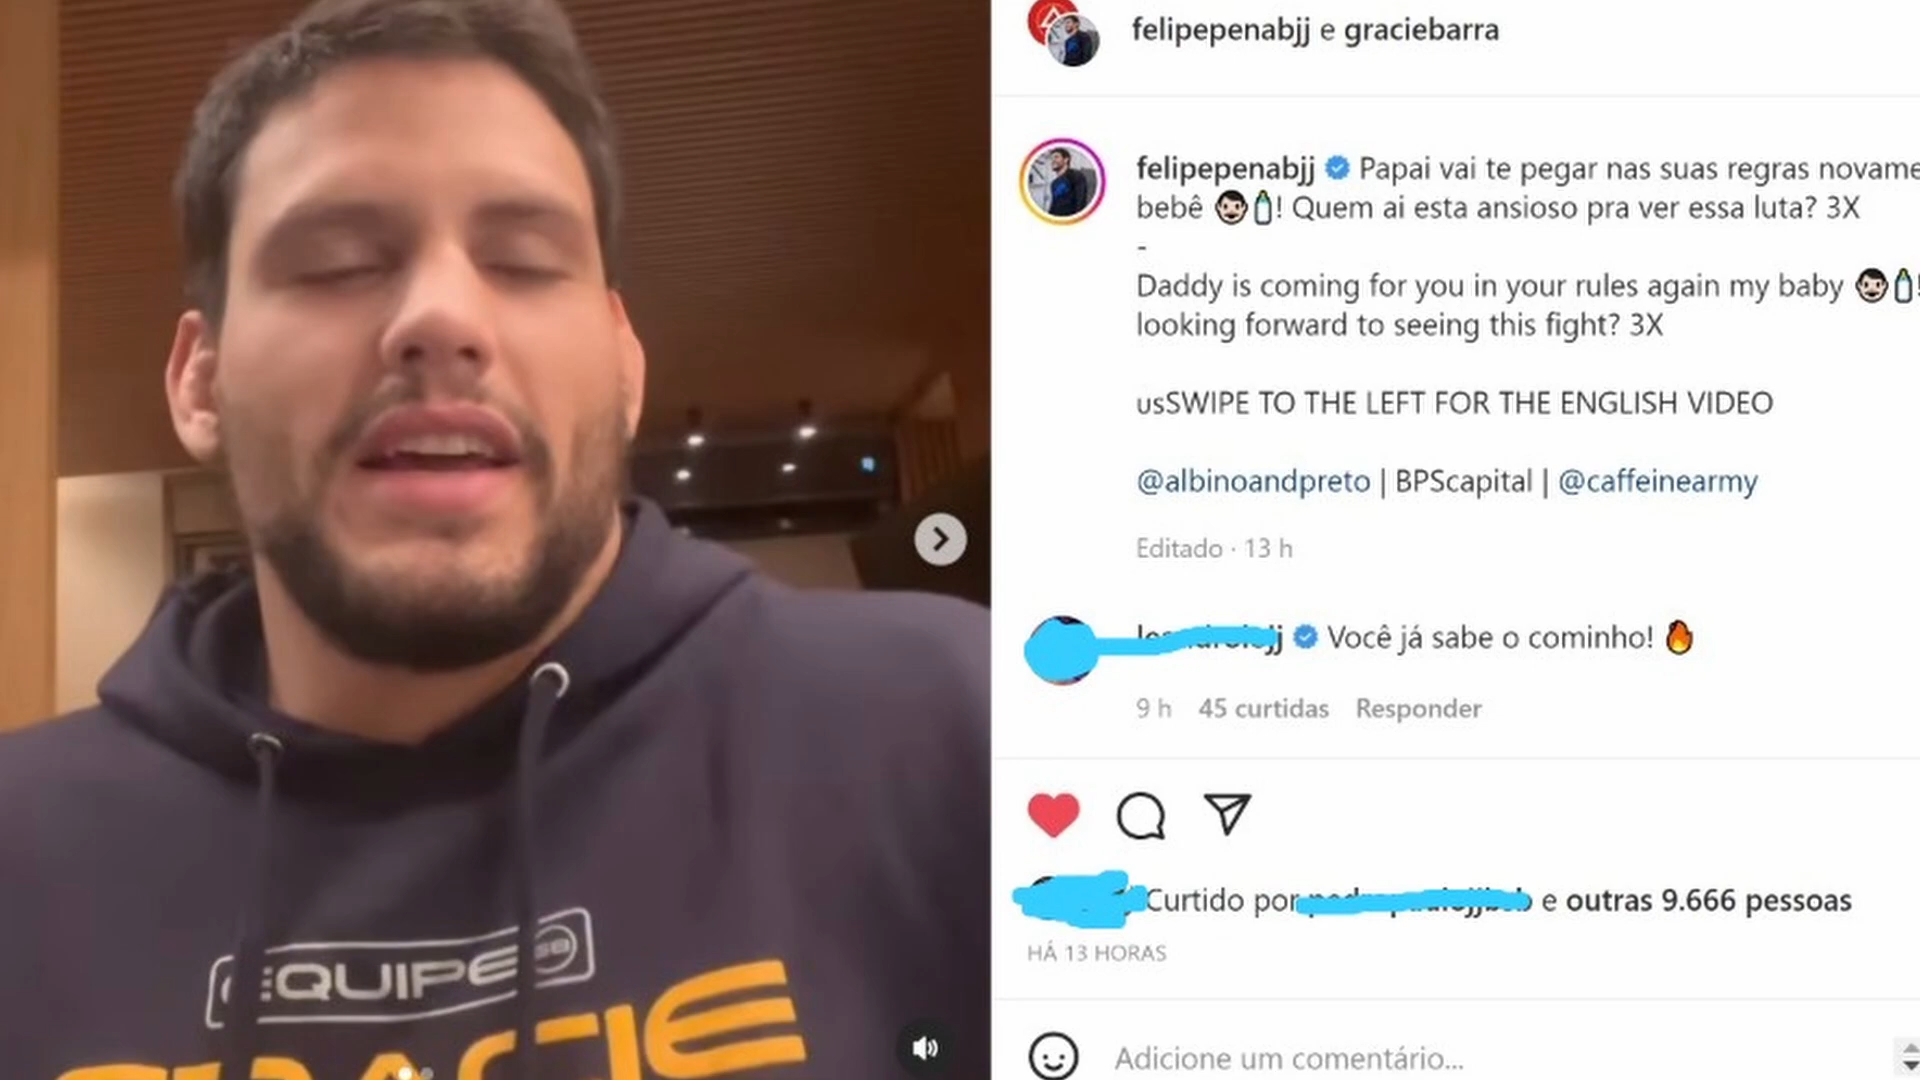 felipepenabjj e graciebarra
felipepenabjj Papai vai te pegar nas suas regras novame
bebê 🧔🏻🍼! Quem ai esta ansioso pra ver essa luta? 3X
-
Daddy is coming for you in your rules again my baby 🧔🏻🍼!
looking forward to seeing this fight? 3X
usSWIPE TO THE LEFT FOR THE ENGLISH VIDEO
@albinoandpreto | BPScapital | @caffeinearmy
Editado · 13 h
Você já sabe o cominho! 🔥
9 h 45 curtidas Responder
Curtido por e outras 9.666 pessoas
HÁ 13 HORAS
Adicione um comentário...
EQUIPE GB
GRACIE